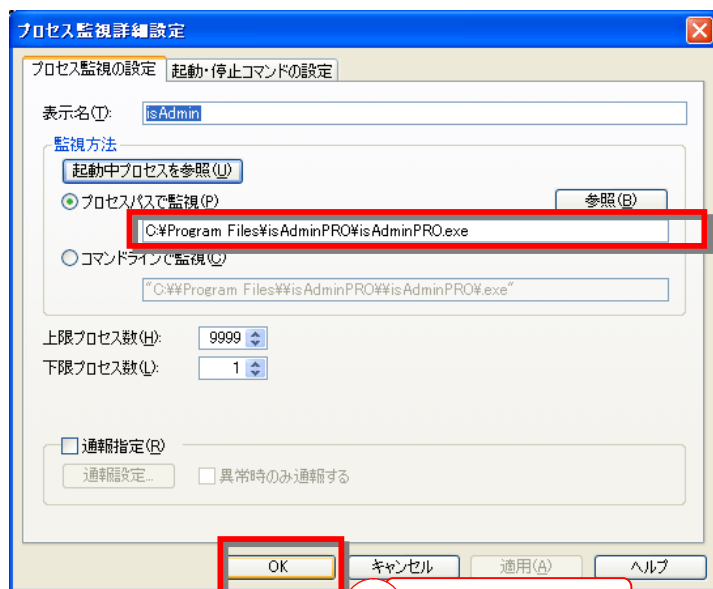 プロセス監視詳細設定
プロセス監視の設定 起動・停止コマンドの設定
表示名(T): isAdmin
監視方法
起動中プロセスを参照(U)
プロセスパスで監視(P) 参照(B)
C:¥Program Files¥isAdminPRO¥isAdminPRO.exe
コマンドラインで監視(C)
"C:¥¥Program Files¥¥isAdminPRO¥¥isAdminPRO¥.exe"
上限プロセス数(H): 9999
下限プロセス数(L): 1
通報指定(R)
通報設定... 異常時のみ通報する
OK キャンセル 適用(A) ヘルプ